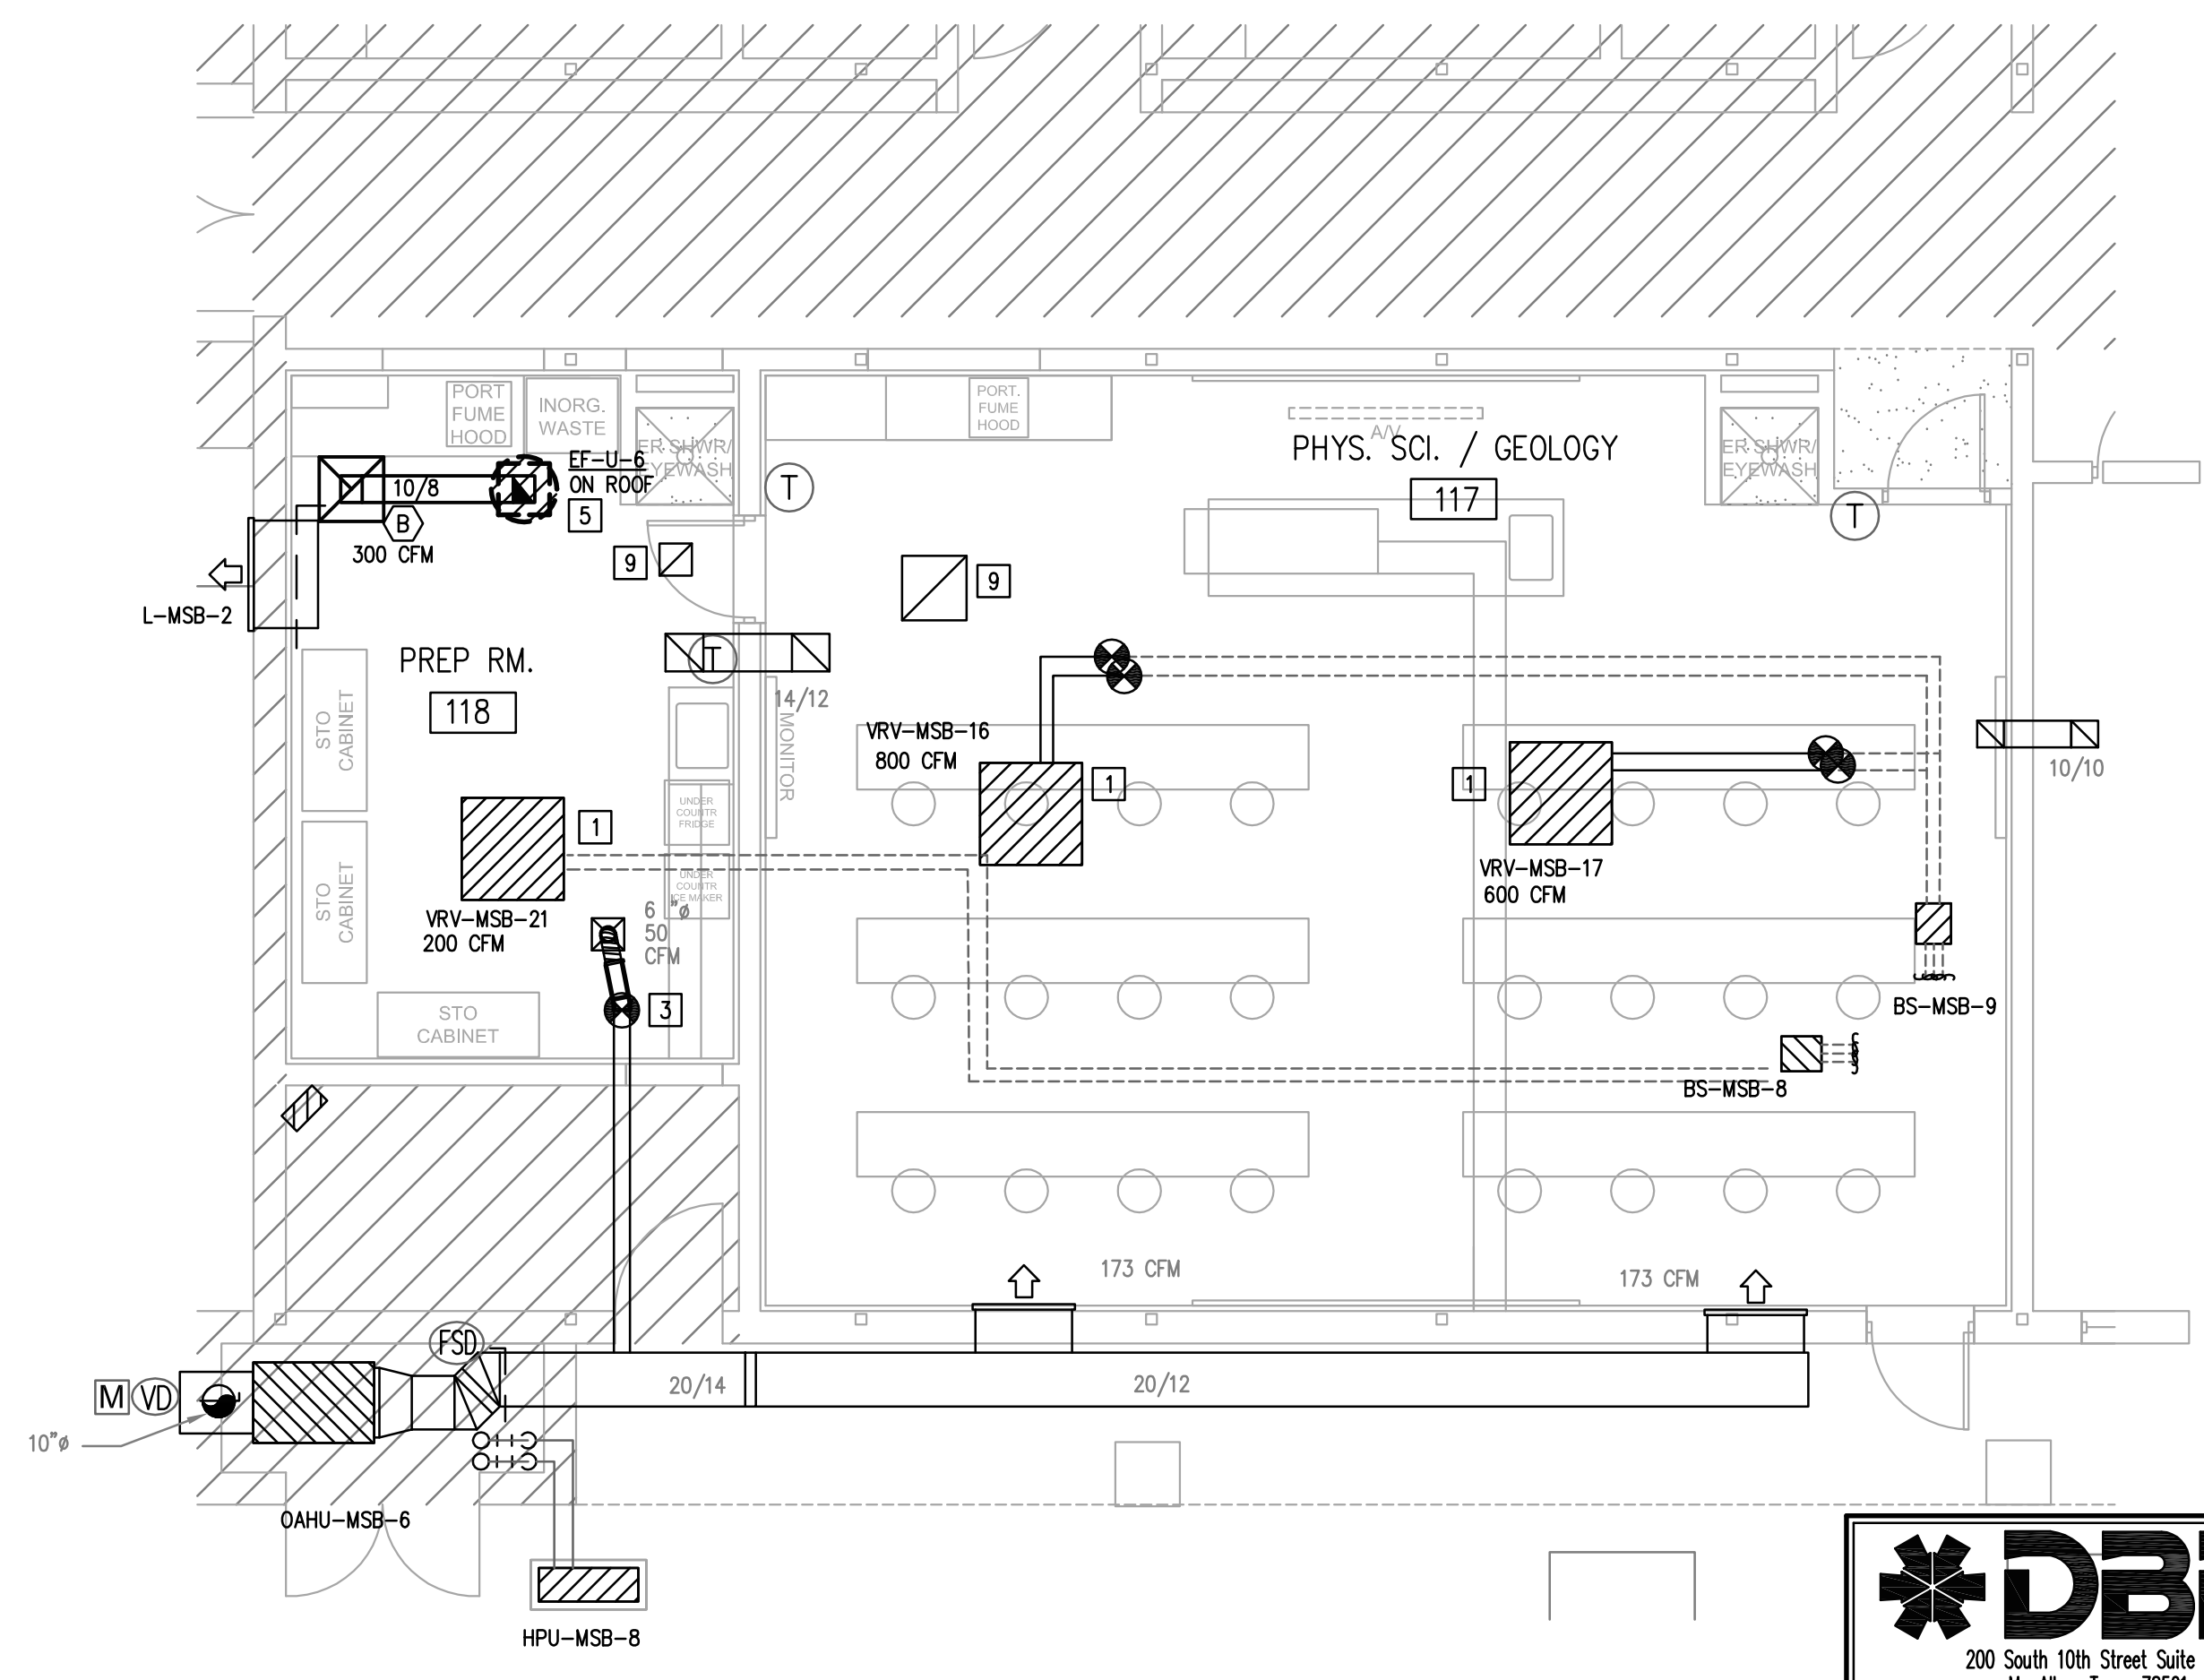 PORT
FUME
HOOD
INORG.
WASTE
ER SHWR/
EYEWASH
EF-U-6
ON ROOF
5
10/8
B
300 CFM
L-MSB-2
9
T
PREP RM.
118
STO
CABINET
STO
CABINET
STO
CABINET
T
14/12
MONITOR
UNDER
COUNTR
FRIDGE
UNDER
COUNTR
ICE MAKER
1
VRV-MSB-21
200 CFM
6 "ø
50
CFM
3
PORT.
FUME
HOOD
A/V
PHYS. SCI. / GEOLOGY
117
ER SHWR/
EYEWASH
T
9
VRV-MSB-16
800 CFM
1
1
VRV-MSB-17
600 CFM
10/10
BS-MSB-9
BS-MSB-8
173 CFM
173 CFM
FSD
M
VD
10"ø
20/14
20/12
OAHU-MSB-6
HPU-MSB-8
200 South 10th Street Suite